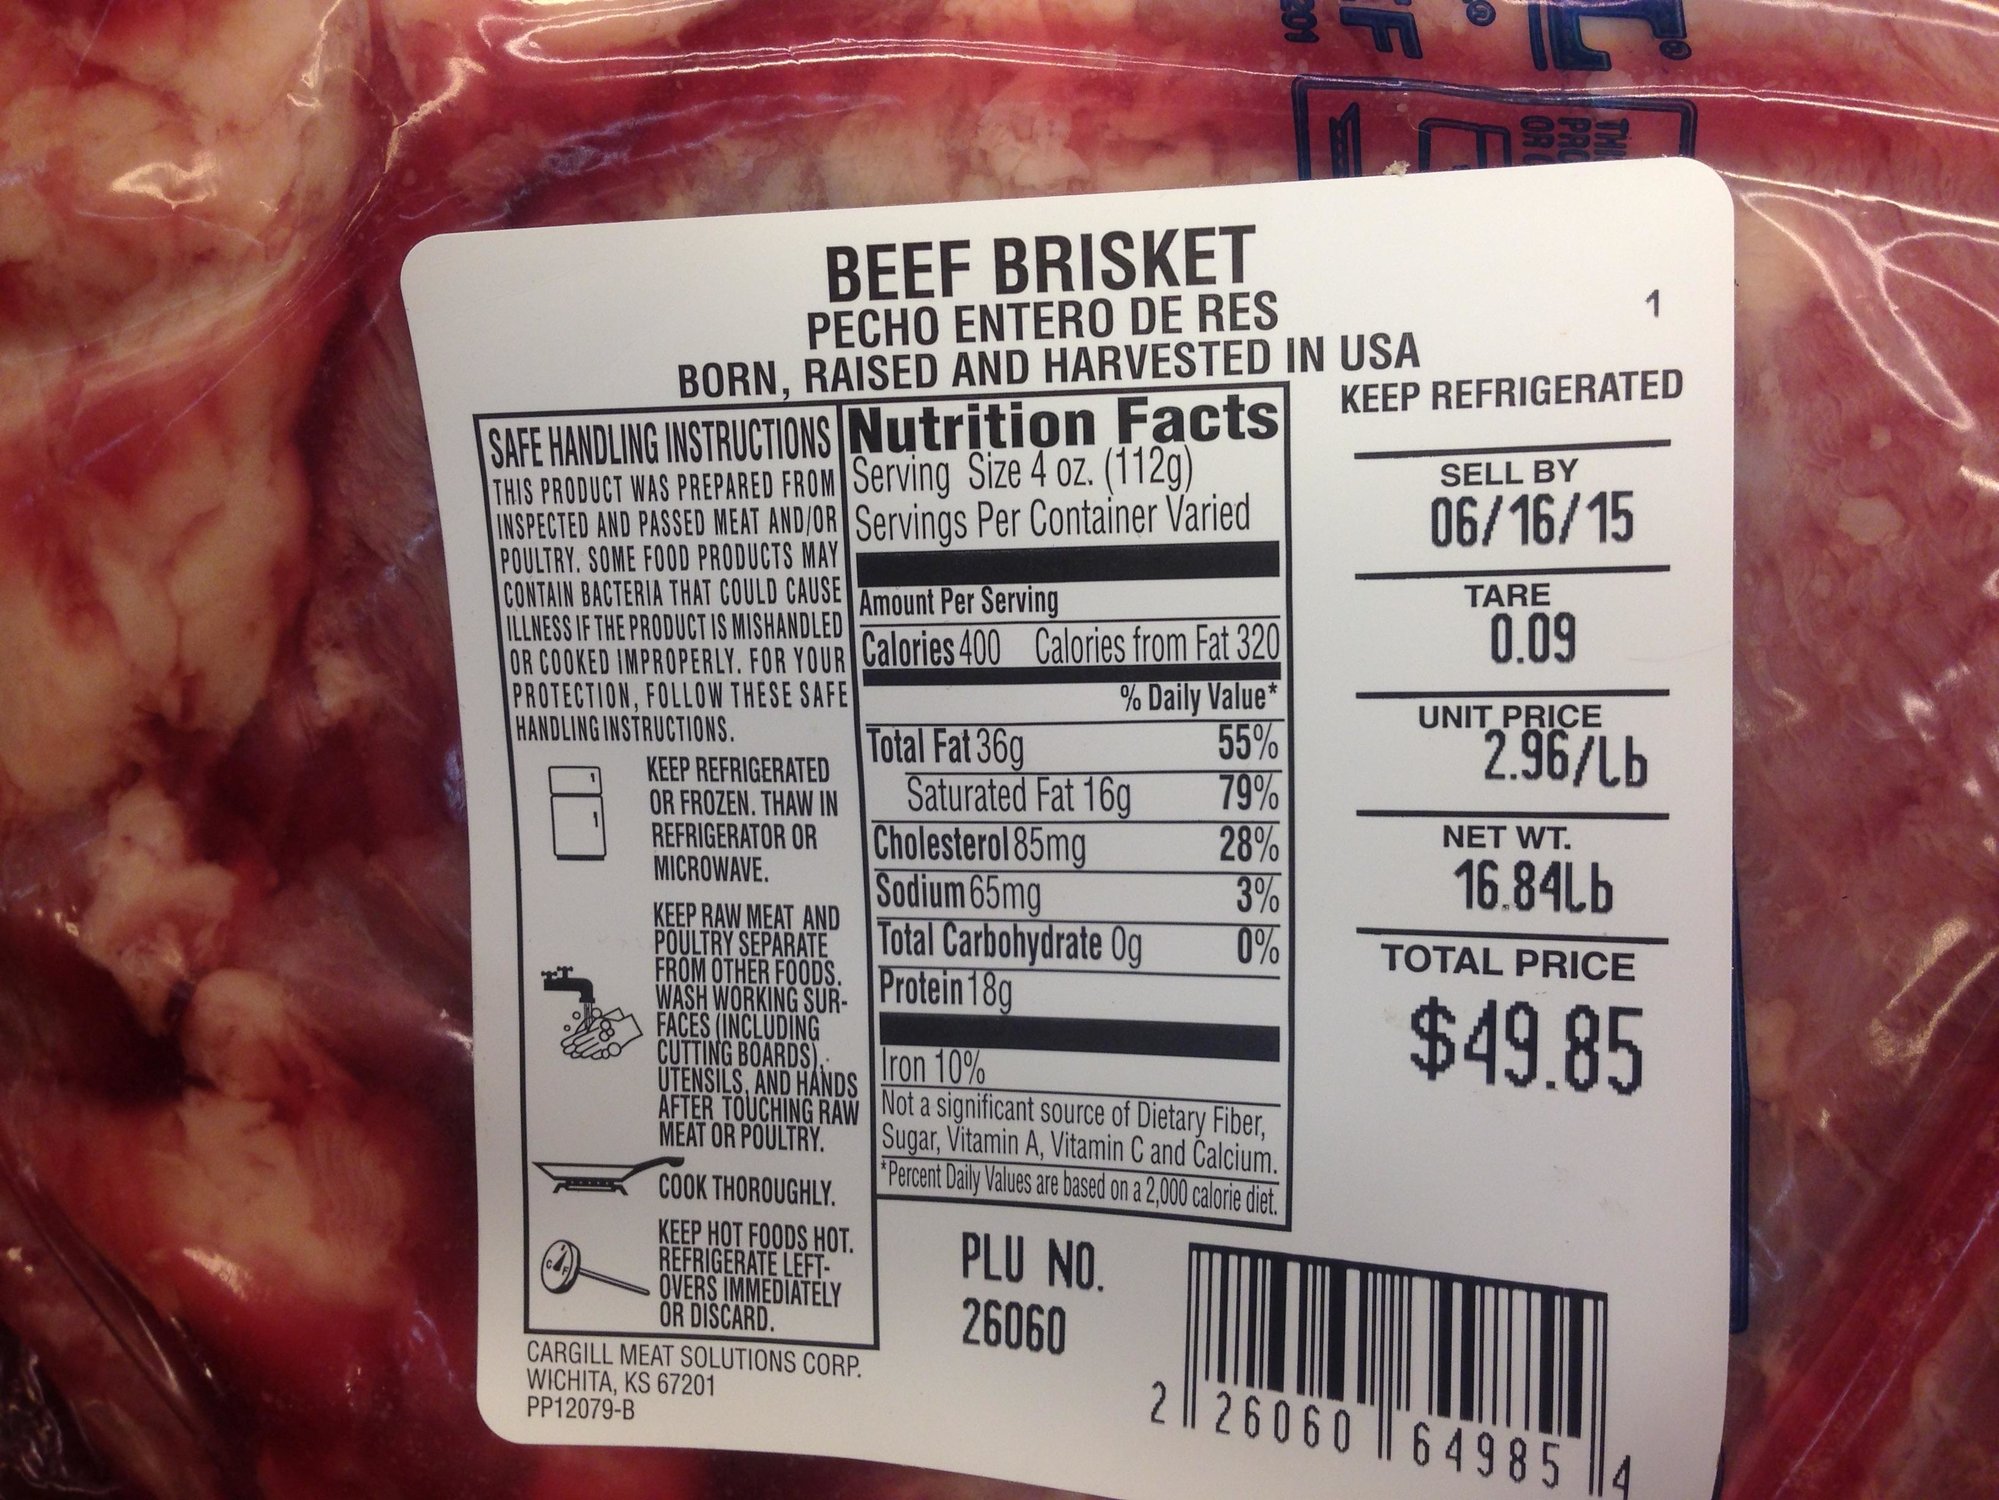 BEEF BRISKET
PECHO ENTERO DE RES
BORN, RAISED AND HARVESTED IN USA
1
KEEP REFRIGERATED
SAFE HANDLING INSTRUCTIONS
THIS PRODUCT WAS PREPARED FROM
INSPECTED AND PASSED MEAT AND/OR
POULTRY. SOME FOOD PRODUCTS MAY
CONTAIN BACTERIA THAT COULD CAUSE
ILLNESS IF THE PRODUCT IS MISHANDLED
OR COOKED IMPROPERLY. FOR YOUR
PROTECTION, FOLLOW THESE SAFE
HANDLING INSTRUCTIONS.
KEEP REFRIGERATED
OR FROZEN. THAW IN
REFRIGERATOR OR
MICROWAVE.
KEEP RAW MEAT AND
POULTRY SEPARATE
FROM OTHER FOODS.
WASH WORKING SUR-
FACES (INCLUDING
CUTTING BOARDS),
UTENSILS, AND HANDS
AFTER TOUCHING RAW
MEAT OR POULTRY.
COOK THOROUGHLY.
C F
KEEP HOT FOODS HOT.
REFRIGERATE LEFT-
OVERS IMMEDIATELY
OR DISCARD.
CARGILL MEAT SOLUTIONS CORP.
WICHITA, KS 67201
PP12079-B
Nutrition Facts
Serving Size 4 oz. (112g)
Servings Per Container Varied
Amount Per Serving
Calories 400 Calories from Fat 320
% Daily Value*
Total Fat 36g 55%
Saturated Fat 16g 79%
Cholesterol 85mg 28%
Sodium 65mg 3%
Total Carbohydrate 0g 0%
Protein 18g
Iron 10%
Not a significant source of Dietary Fiber,
Sugar, Vitamin A, Vitamin C and Calcium.
*Percent Daily Values are based on a 2,000 calorie diet.
PLU NO.
26060
SELL BY
06/16/15
TARE
0.09
UNIT PRICE
2.96/Lb
NET WT.
16.84Lb
TOTAL PRICE
$49.85
2 26060 64985 4